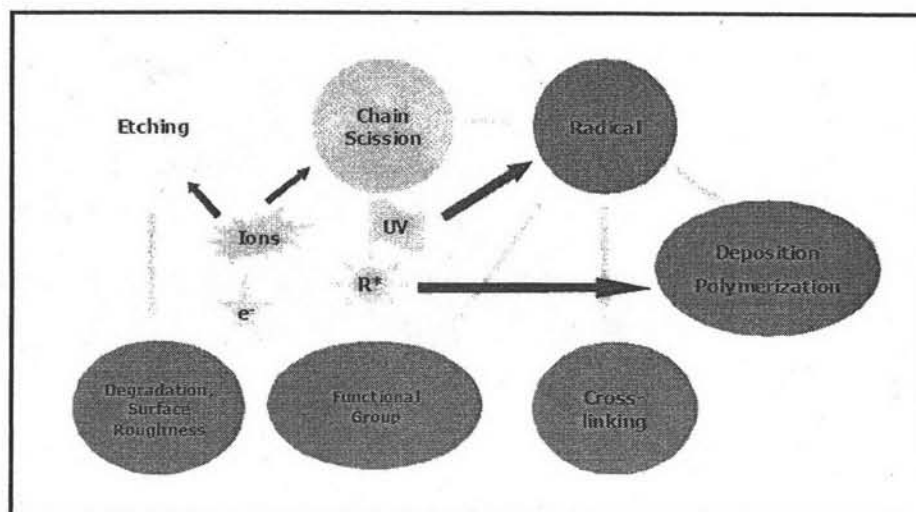 Etching
Chain
Scission
Radical
Ions
UV
R*
e-
Deposition
Polymerization
Degradation,
Surface
Roughness
Functional
Group
Cross-
linking